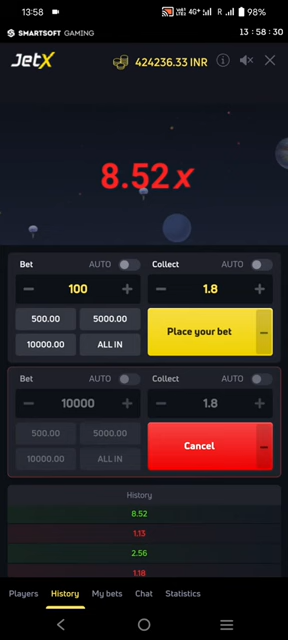 13:58 VoWiFi LTE2 4G+ R 98%
SMARTSOFT GAMING 13:58:30
JetX 424236.33 INR
8.52x
Bet AUTO Collect AUTO
− 100 + − 1.8 +
500.00 5000.00
Place your bet −
10000.00 ALL IN
Bet AUTO Collect AUTO
− 10000 + − 1.8 +
500.00 5000.00
Cancel −
10000.00 ALL IN
History
8.52
1.13
2.56
1.18
Players History My bets Chat Statistics